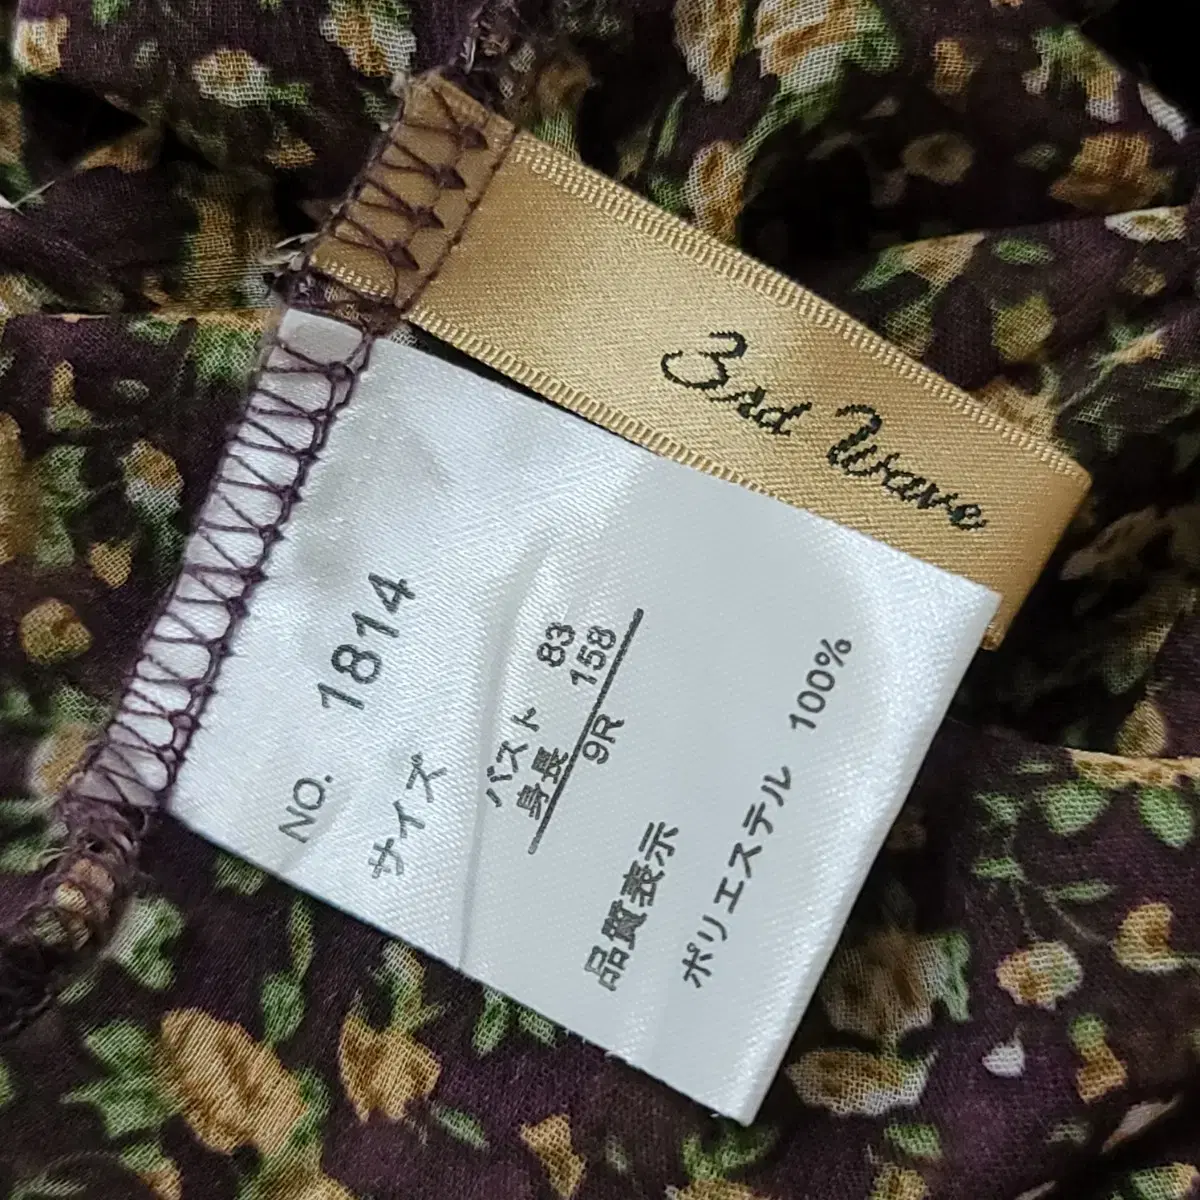 3rd Wave
NO. 1814
サイズ
バスト 83
身長 158
9R
品質表示
ポリエステル 100%